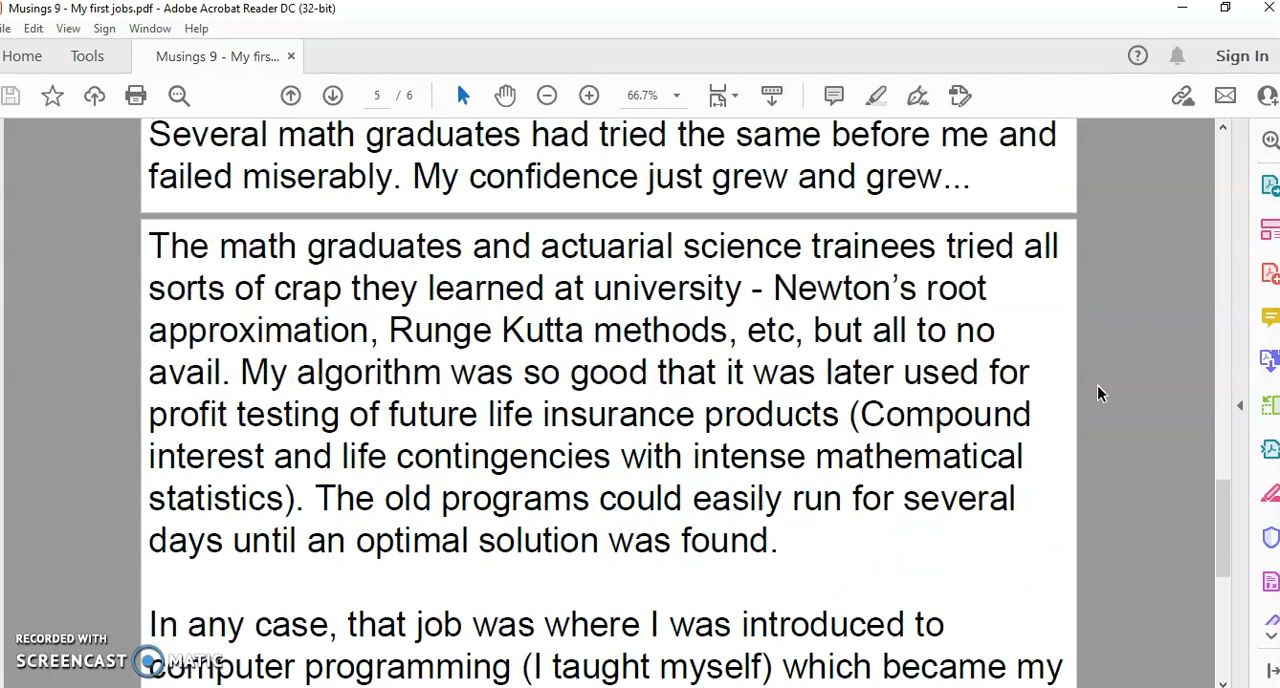 Musings 9 - My first jobs.pdf - Adobe Acrobat Reader DC (32-bit)
Edit View Sign Window Help
Home Tools Musings 9 - My firs... × Sign In
5 / 6 66.7%
Several math graduates had tried the same before me and
failed miserably. My confidence just grew and grew...
The math graduates and actuarial science trainees tried all
sorts of crap they learned at university - Newton’s root
approximation, Runge Kutta methods, etc, but all to no
avail. My algorithm was so good that it was later used for
profit testing of future life insurance products (Compound
interest and life contingencies with intense mathematical
statistics). The old programs could easily run for several
days until an optimal solution was found.
In any case, that job was where I was introduced to
computer programming (I taught myself) which became my
RECORDED WITH
SCREENCAST MATIC